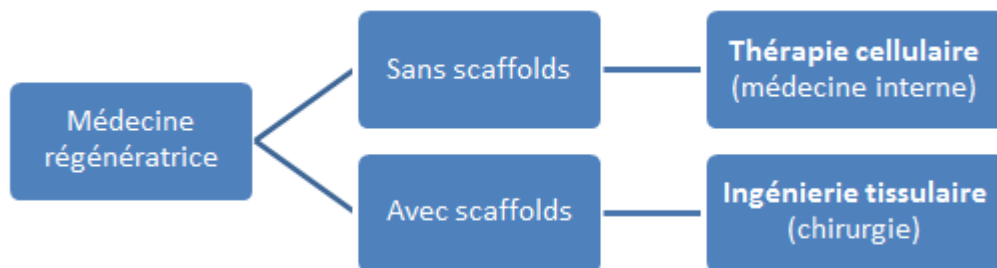 Médecine
régénératrice
Sans scaffolds
Thérapie cellulaire
(médecine interne)
Avec scaffolds
Ingénierie tissulaire
(chirurgie)